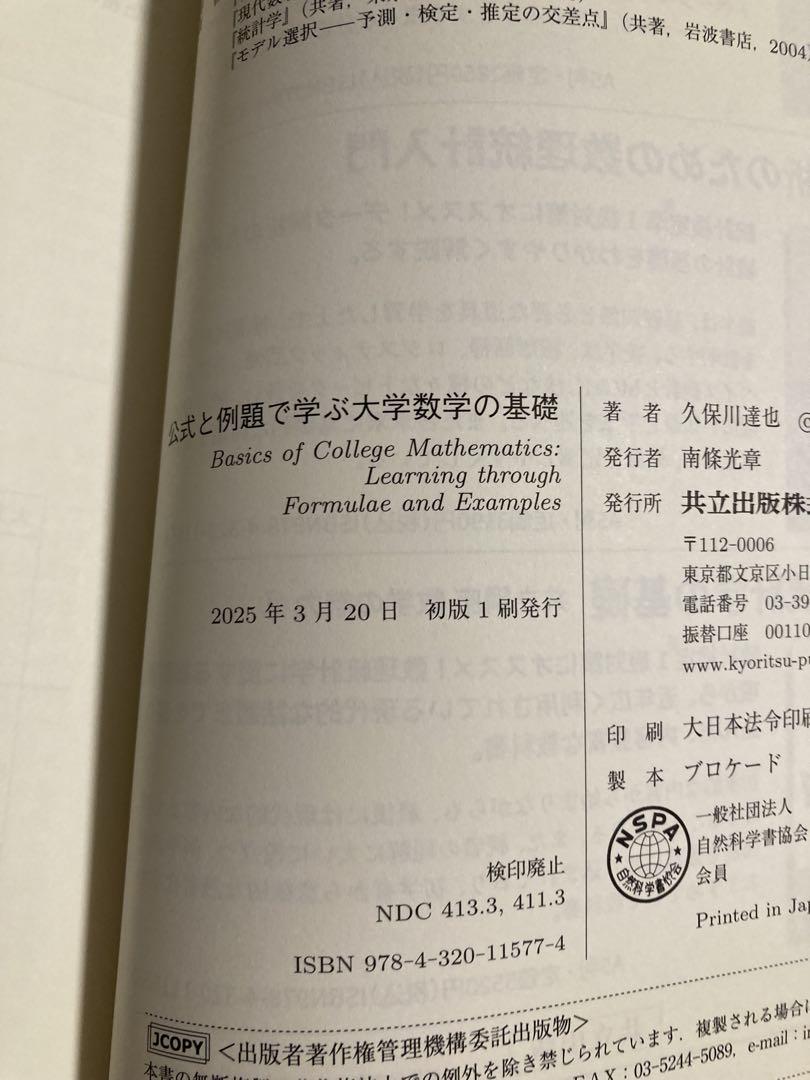 『現代数
『統計学』(共著,
『モデル選択——予測・検定・推定の交差点』(共著, 岩波書店, 2004)
公式と例題で学ぶ大学数学の基礎
Basics of College Mathematics:
Learning through
Formulae and Examples
2025 年 3 月 20 日 初版 1 刷発行
検印廃止
NDC 413.3, 411.3
ISBN 978-4-320-11577-4
著 者 久保川達也 ©
発行者 南條光章
発行所 共立出版株
〒112-0006
東京都文京区小日
電話番号 03-39
振替口座 00110
www.kyoritsu-pu
印 刷 大日本法令印刷
製 本 ブロケード
NSPA
自然科学書協会
一般社団法人
自然科学書協会
会員
Printed in Jap
JCOPY <出版者著作権管理機構委託出版物>
本書の無断複製は著作権法上での例外を除き禁じられています. 複製される場合は
FAX:03-5244-5089, e-mail:in